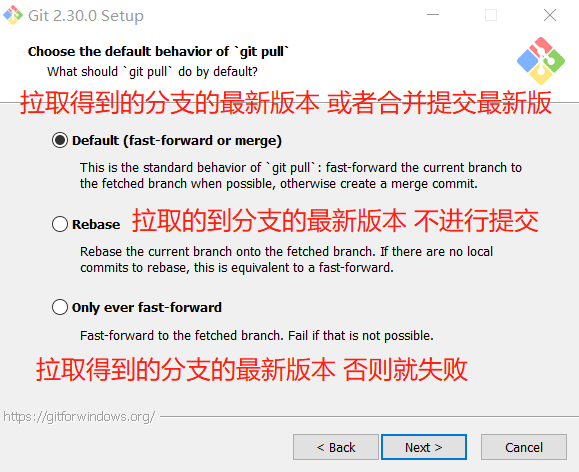 Git 2.30.0 Setup
Choose the default behavior of `git pull`
What should `git pull` do by default?
拉取得到的分支的最新版本 或者合并提交最新版
Default (fast-forward or merge)
This is the standard behavior of `git pull`: fast-forward the current branch to
the fetched branch when possible, otherwise create a merge commit.
Rebase 拉取的到分支的最新版本 不进行提交
Rebase the current branch onto the fetched branch. If there are no local
commits to rebase, this is equivalent to a fast-forward.
Only ever fast-forward
Fast-forward to the fetched branch. Fail if that is not possible.
拉取得到的分支的最新版本 否则就失败
https://gitforwindows.org/
< Back Next > Cancel